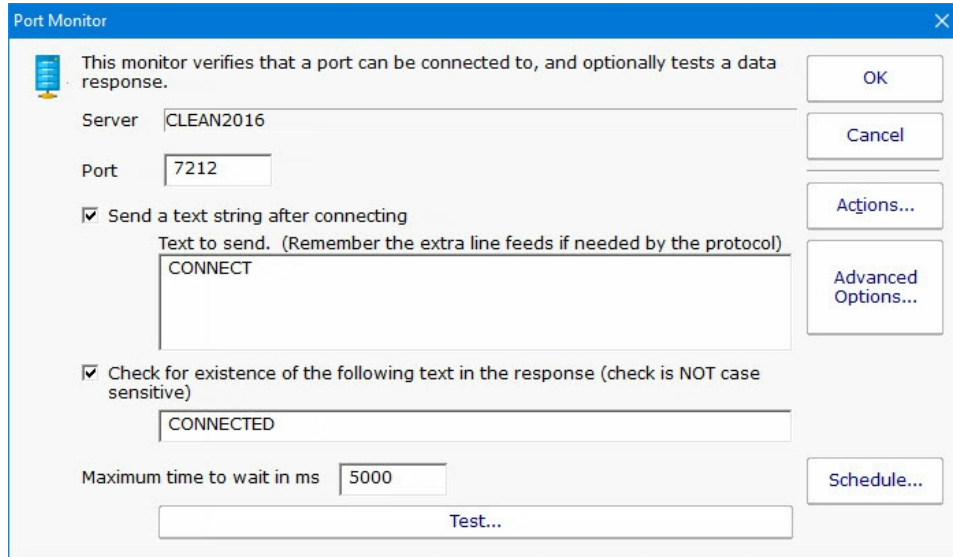 Port Monitor
This monitor verifies that a port can be connected to, and optionally tests a data
response.
OK
Server CLEAN2016
Cancel
Port 7212
Actions...
Send a text string after connecting
Text to send. (Remember the extra line feeds if needed by the protocol)
CONNECT
Advanced
Options...
Check for existence of the following text in the response (check is NOT case
sensitive)
CONNECTED
Maximum time to wait in ms 5000
Schedule...
Test...